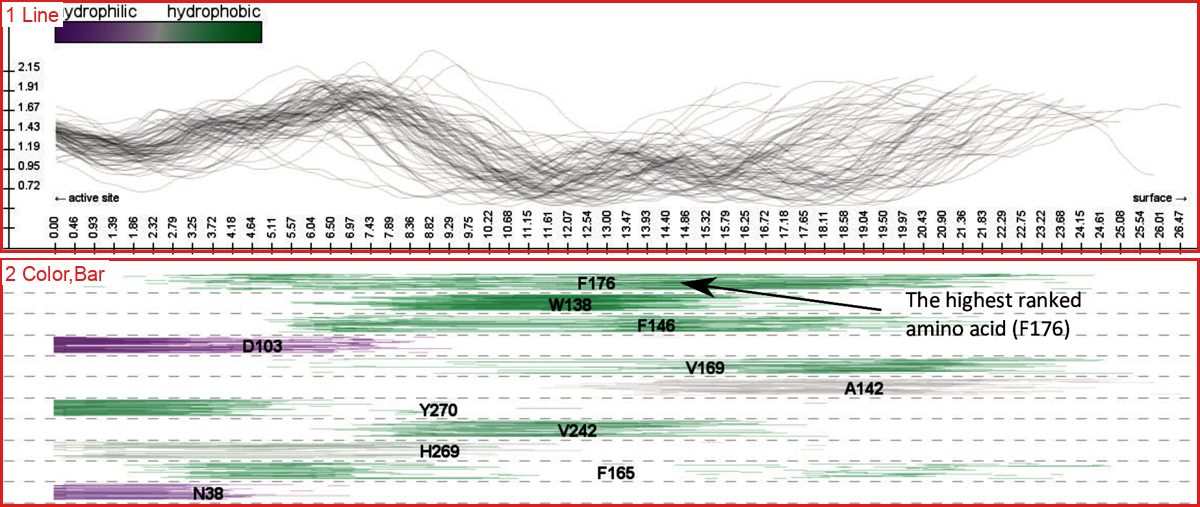 1 Line
hydrophilic hydrophobic
2.15
1.91
1.67
1.43
1.19
0.95
0.72
←active site
surface →
0.00 0.46 0.93 1.39 1.86 2.32 2.79 3.25 3.72 4.18 4.64 5.11 5.57 6.04 6.50 6.97 7.43 7.89 8.36 8.82 9.29 9.75 10.22 10.68 11.15 11.61 12.07 12.54 13.00 13.47 13.93 14.40 14.86 15.32 15.79 16.25 16.72 17.18 17.65 18.11 18.58 19.04 19.50 19.97 20.43 20.90 21.36 21.83 22.29 22.75 23.22 23.68 24.15 24.61 25.08 25.54 26.01 26.47
2 Color,Bar
F176
W138
The highest ranked
amino acid (F176)
F146
D103
V169
A142
Y270
V242
H269
F165
N38